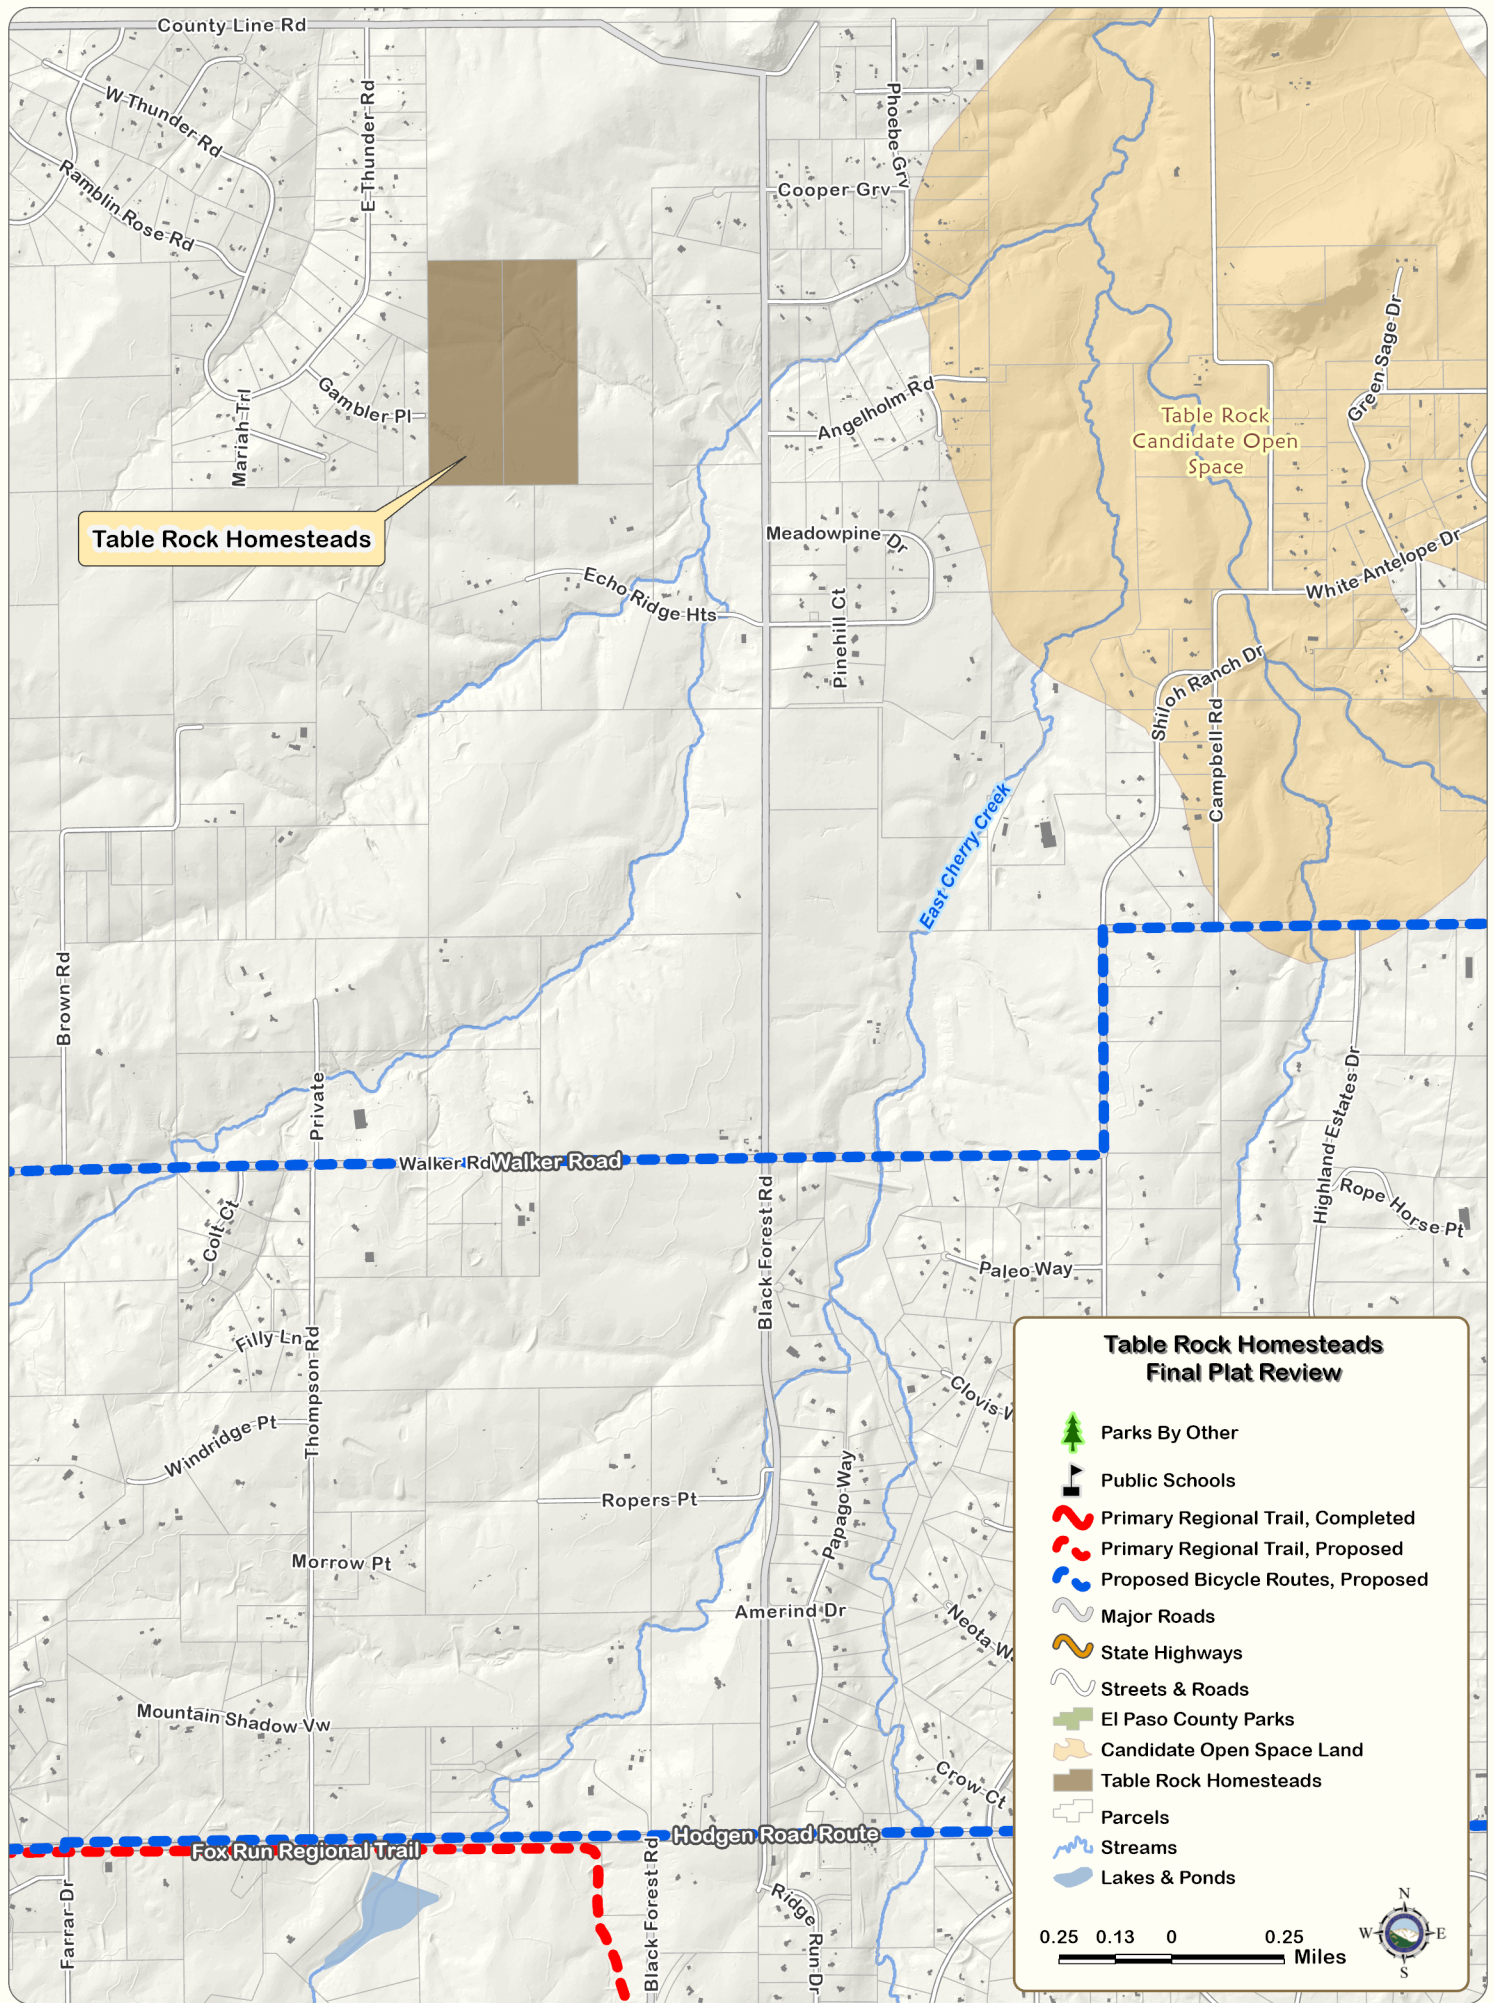 County Line Rd
W Thunder Rd
E Thunder Rd
Phoebe Grv
Ramblin Rose Rd
Cooper Grv
Gambler Pl
Mariah Trl
Angelholm Rd
Green Sage Dr
Table Rock
Candidate Open
Space
Table Rock Homesteads
Meadowpine Dr
White Antelope Dr
Echo Ridge Hts
Pinehill Ct
Shiloh Ranch Dr
Campbell Rd
East Cherry Creek
Brown Rd
Private
Highland Estates Dr
Walker Rd
Walker Road
Black Forest Rd
Colt Ct
Rope Horse Pt
Paleo Way
Filly Ln
Thompson Rd
Clovis W
Windridge Pt
Papago Way
Ropers Pt
Morrow Pt
Amerind Dr
Neota W
Mountain Shadow Vw
Crow Ct
Hodgen Road Route
Fox Run Regional Trail
Farrar Dr
Black Forest Rd
Ridge Run Dr
Table Rock Homesteads
Final Plat Review
Parks By Other
Public Schools
Primary Regional Trail, Completed
Primary Regional Trail, Proposed
Proposed Bicycle Routes, Proposed
Major Roads
State Highways
Streets & Roads
El Paso County Parks
Candidate Open Space Land
Table Rock Homesteads
Parcels
Streams
Lakes & Ponds
N
W
E
S
0.25 0.13 0 0.25
Miles